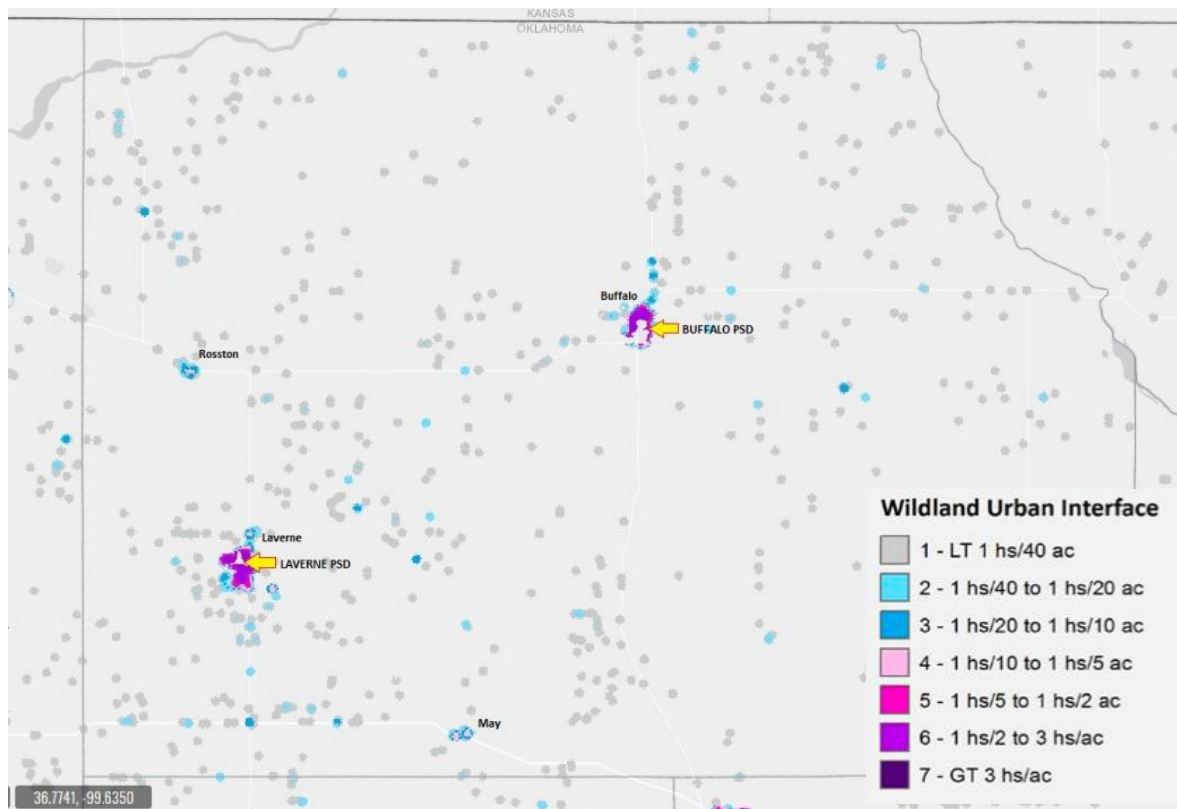 KANSAS
OKLAHOMA
Buffalo
BUFFALO PSD
Rosston
Laverne
LAVERNE PSD
May
Wildland Urban Interface
1 - LT 1 hs/40 ac
2 - 1 hs/40 to 1 hs/20 ac
3 - 1 hs/20 to 1 hs/10 ac
4 - 1 hs/10 to 1 hs/5 ac
5 - 1 hs/5 to 1 hs/2 ac
6 - 1 hs/2 to 3 hs/ac
7 - GT 3 hs/ac
36.7741, -99.6350